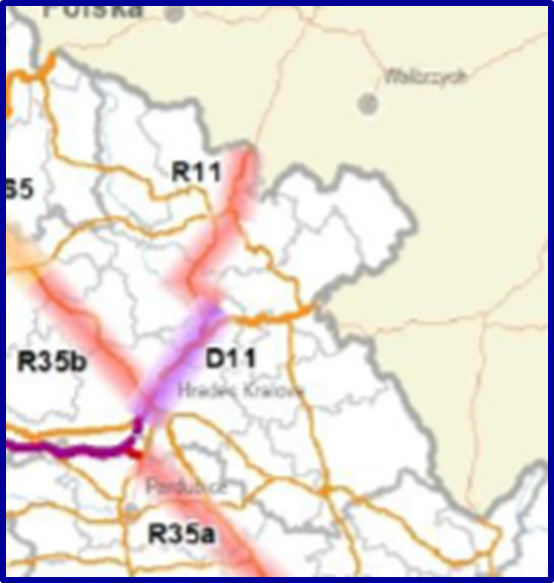 Polska
Wałbrzych
R11
S5
R35b
D11
Hradec Králové
Pardubice
R35a